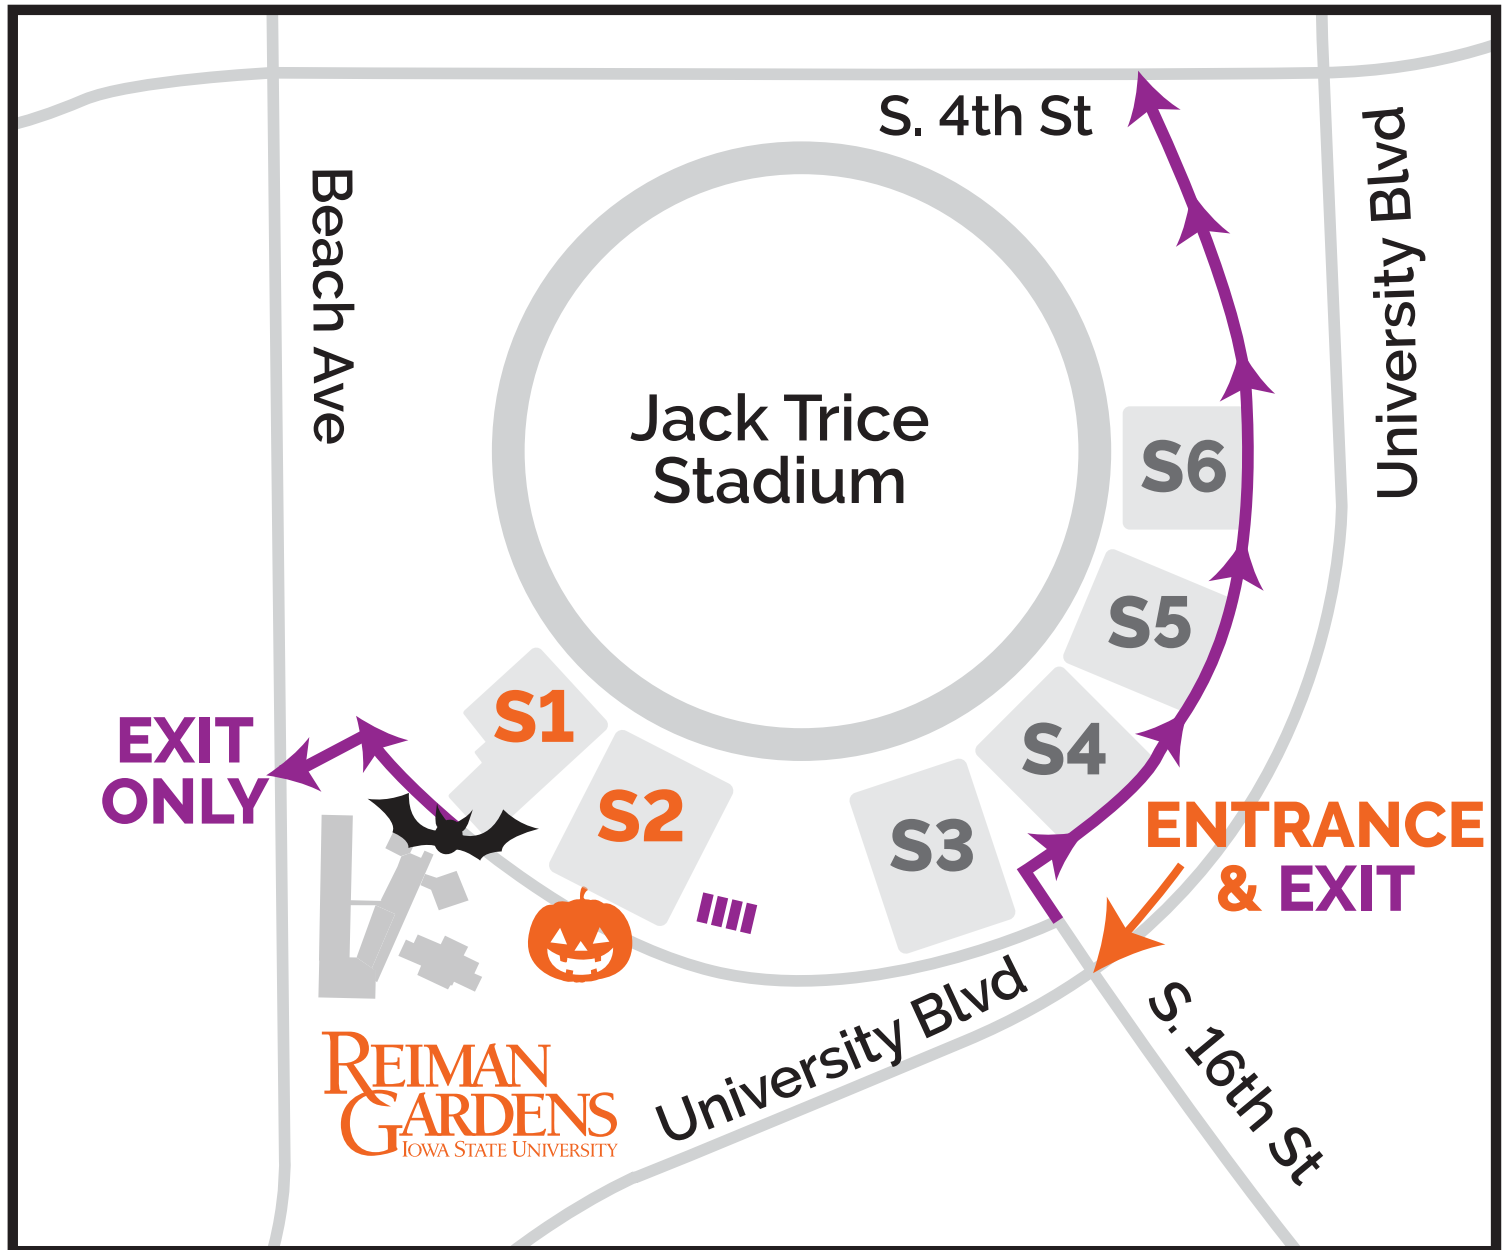 S. 4th St
University Blvd
Beach Ave
Jack Trice
Stadium
S6
S5
S1
S4
EXIT
ONLY
S2
S3
ENTRANCE
& EXIT
University Blvd
S. 16th St
REIMAN
GARDENS
IOWA STATE UNIVERSITY